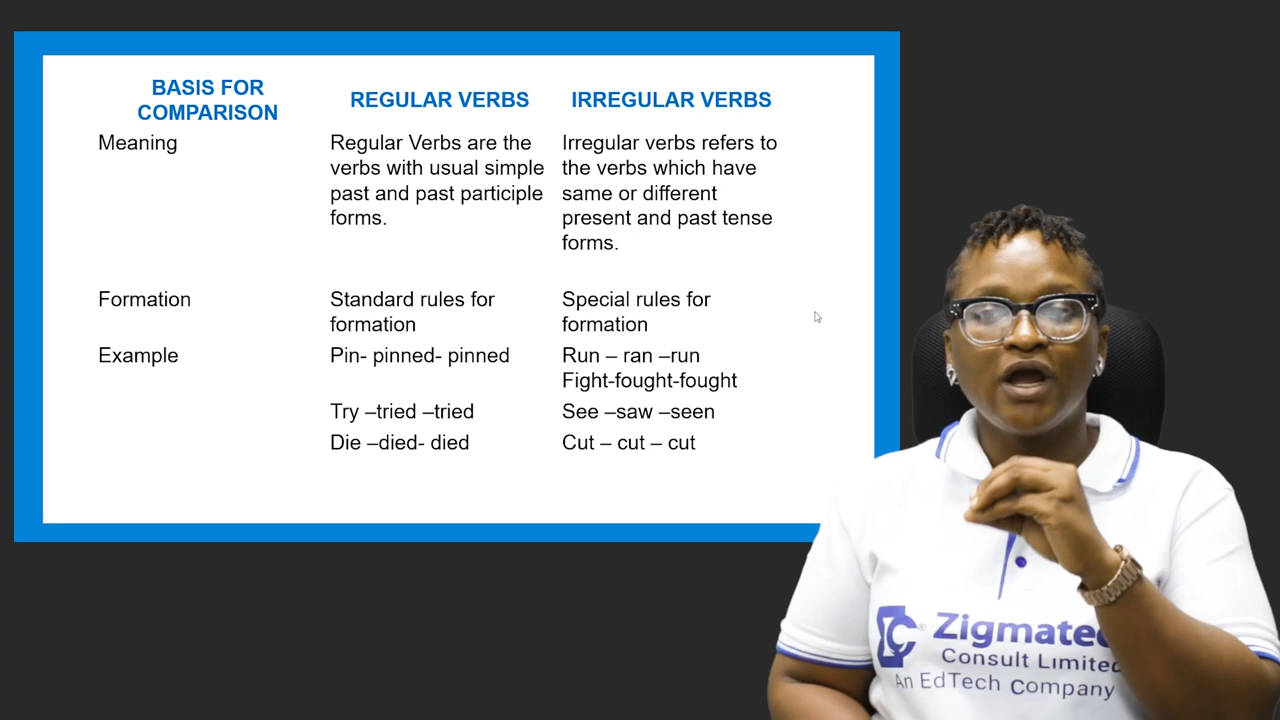 BASIS FOR
COMPARISON
REGULAR VERBS
IRREGULAR VERBS
Meaning
Regular Verbs are the
verbs with usual simple
past and past participle
forms.
Irregular verbs refers to
the verbs which have
same or different
present and past tense
forms.
Formation
Standard rules for
formation
Special rules for
formation
Example
Pin- pinned- pinned
Run – ran –run
Fight-fought-fought
Try –tried –tried
See –saw –seen
Die –died- died
Cut – cut – cut
Consult Limited
An EdTech Company